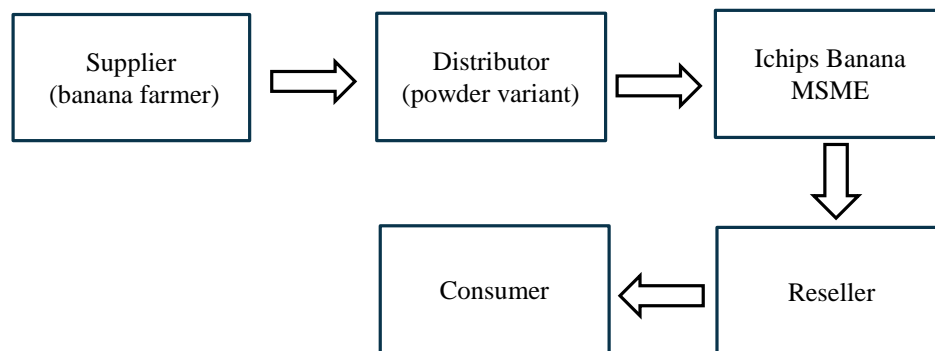 Supplier
(banana farmer)
Distributor
(powder variant)
Ichips Banana
MSME
Consumer
Reseller